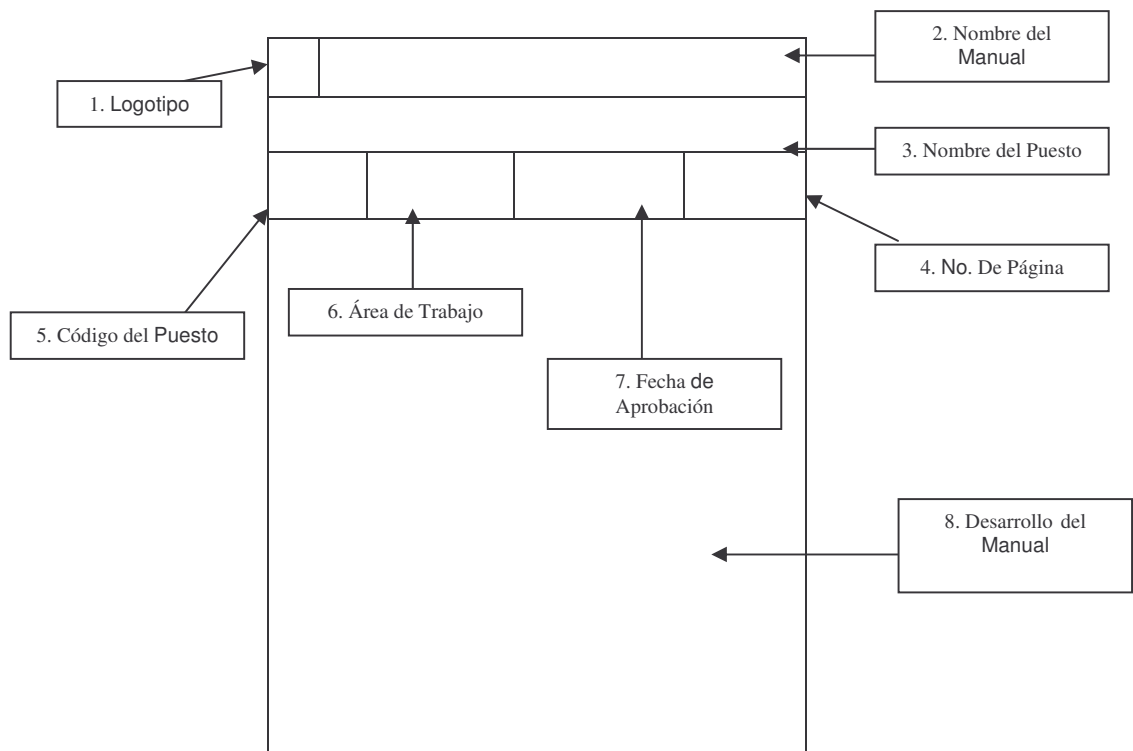 2. Nombre del
Manual
1. Logotipo
3. Nombre del Puesto
4. No. De Página
6. Área de Trabajo
5. Código del Puesto
7. Fecha de
Aprobación
8. Desarrollo del
Manual